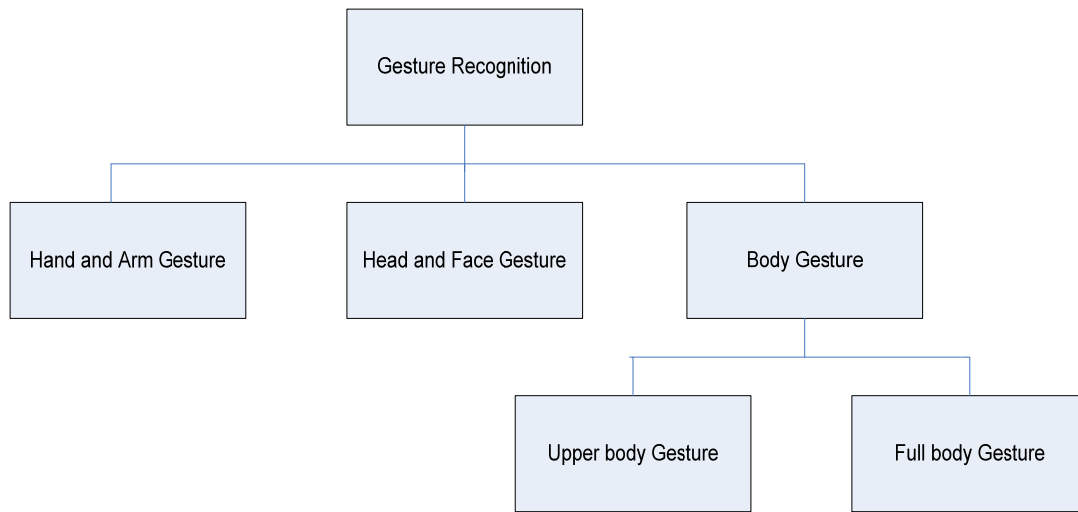 Gesture Recognition
Hand and Arm Gesture
Head and Face Gesture
Body Gesture
Upper body Gesture
Full body Gesture